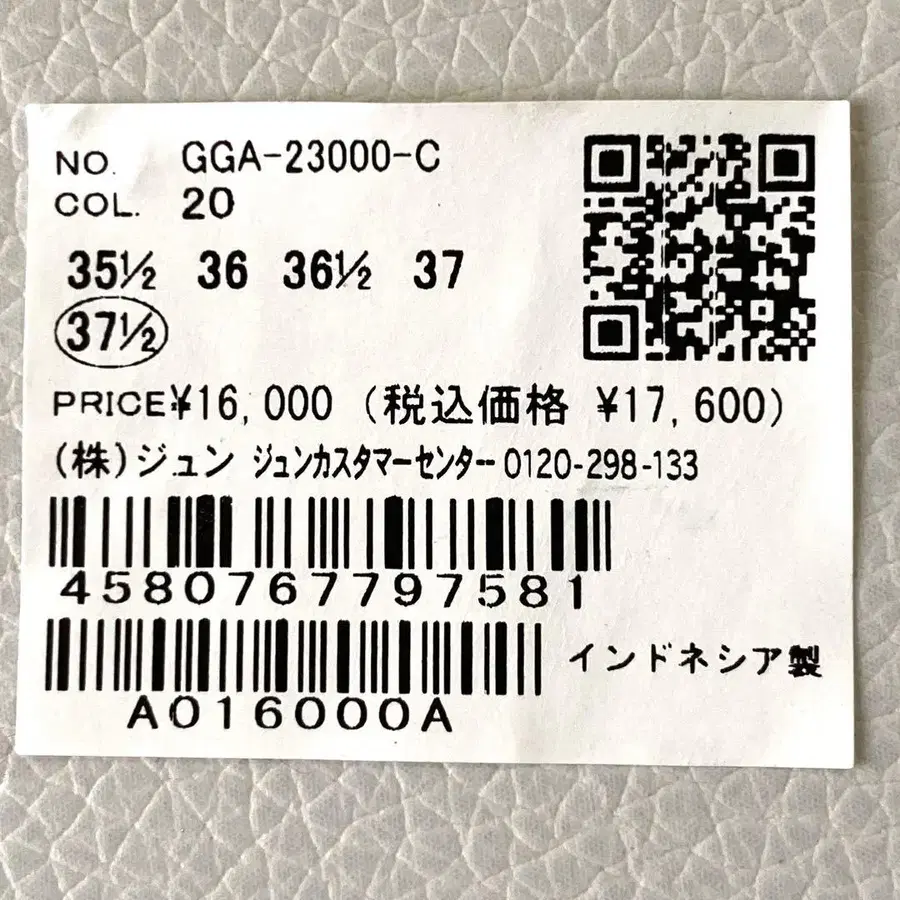 NO. GGA-23000-C
COL. 20
35½ 36 36½ 37
37½
PRICE¥16,000 (税込価格 ¥17,600)
(株)ジュン ジュンカスタマーセンター 0120-298-133
4580767797581
インドネシア製
A016000A